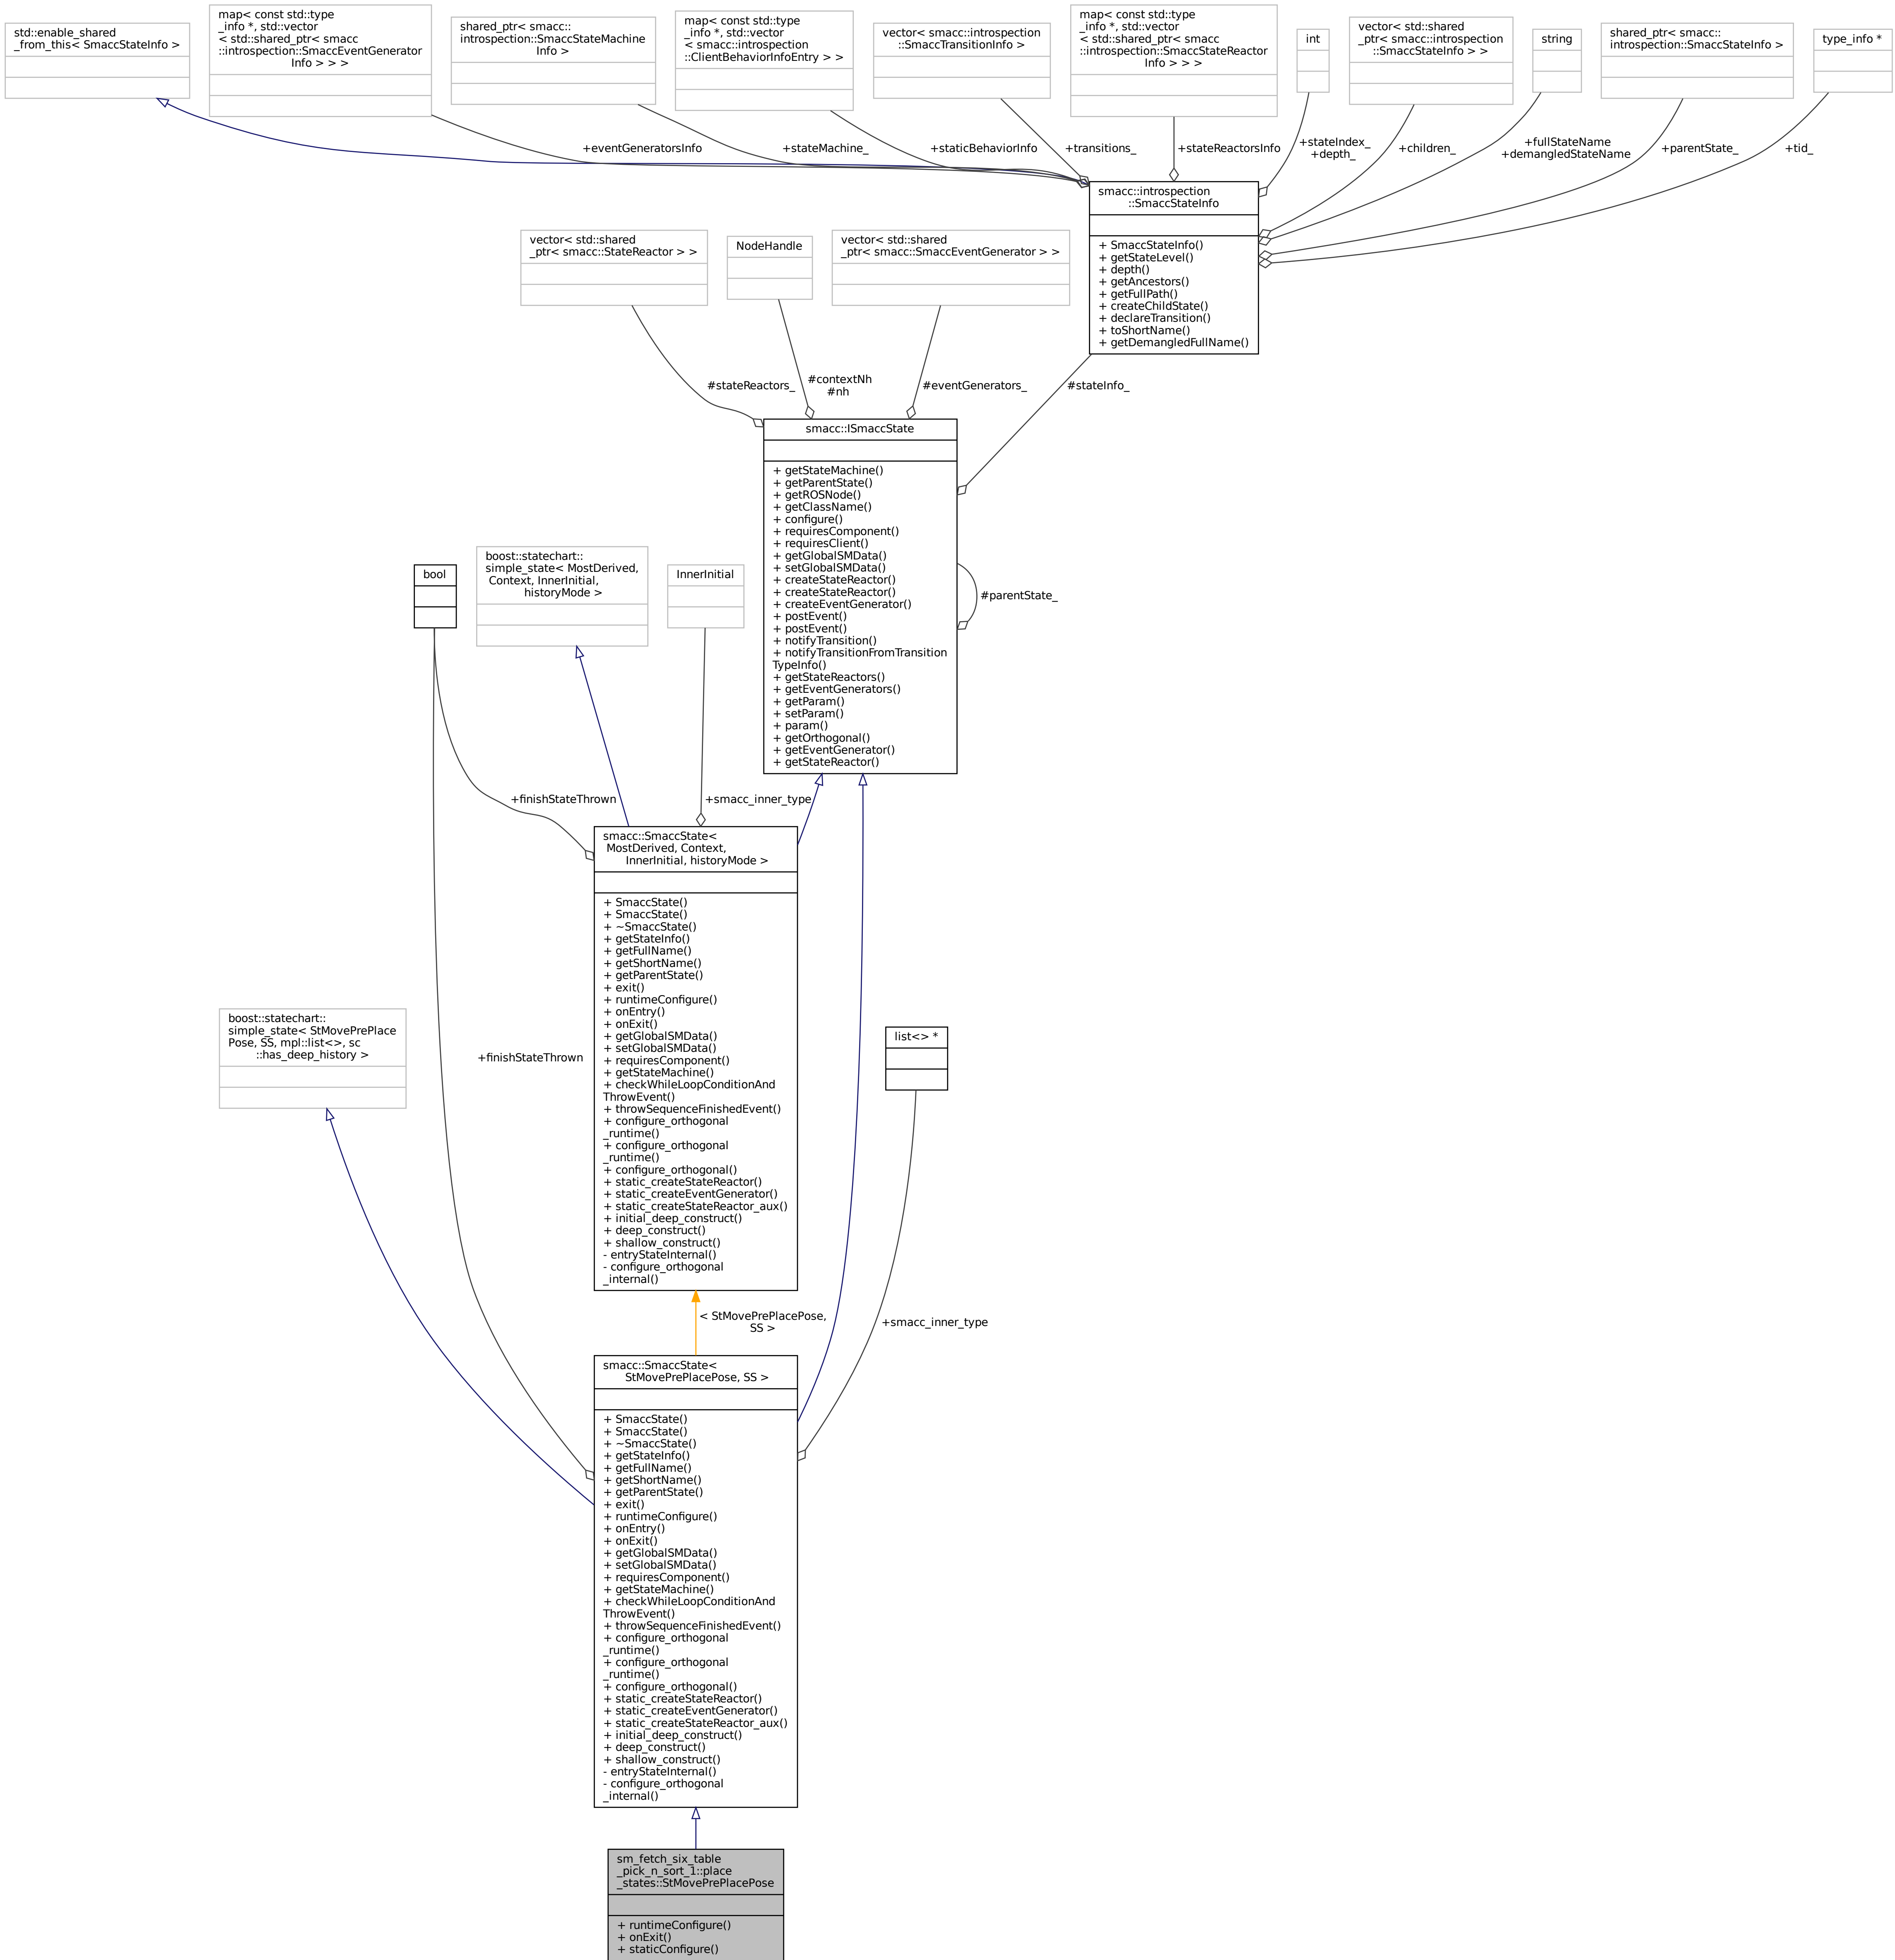 std::enable_shared
_from_this< SmaccStateInfo >
map< const std::type
_info *, std::vector
< std::shared_ptr< smacc
::introspection::SmaccEventGenerator
Info > > >
shared_ptr< smacc::
introspection::SmaccStateMachine
Info >
map< const std::type
_info *, std::vector
< smacc::introspection
::ClientBehaviorInfoEntry > >
vector< smacc::introspection
::SmaccTransitionInfo >
map< const std::type
_info *, std::vector
< std::shared_ptr< smacc
::introspection::SmaccStateReactor
Info > > >
int
vector< std::shared
_ptr< smacc::introspection
::SmaccStateInfo > >
string
shared_ptr< smacc::
introspection::SmaccStateInfo >
type_info *
+eventGeneratorsInfo
+stateMachine_
+staticBehaviorInfo
+transitions_
+stateReactorsInfo
+stateIndex_
+depth_
+children_
+fullStateName
+demangledStateName
+parentState_
+tid_
smacc::introspection
::SmaccStateInfo
+ SmaccStateInfo()
+ getStateLevel()
+ depth()
+ getAncestors()
+ getFullPath()
+ createChildState()
+ declareTransition()
+ toShortName()
+ getDemangledFullName()
vector< std::shared
_ptr< smacc::StateReactor > >
NodeHandle
vector< std::shared
_ptr< smacc::SmaccEventGenerator > >
#stateReactors_
#contextNh
#nh
#eventGenerators_
#stateInfo_
smacc::ISmaccState
+ getStateMachine()
+ getParentState()
+ getROSNode()
+ getClassName()
+ configure()
+ requiresComponent()
+ requiresClient()
+ getGlobalSMData()
+ setGlobalSMData()
+ createStateReactor()
+ createStateReactor()
+ createEventGenerator()
+ postEvent()
+ postEvent()
+ notifyTransition()
+ notifyTransitionFromTransition
TypeInfo()
+ getStateReactors()
+ getEventGenerators()
+ getParam()
+ setParam()
+ param()
+ getOrthogonal()
+ getEventGenerator()
+ getStateReactor()
#parentState_
bool
boost::statechart::
simple_state< MostDerived,
Context, InnerInitial,
historyMode >
InnerInitial
+finishStateThrown
+smacc_inner_type
smacc::SmaccState<
MostDerived, Context,
InnerInitial, historyMode >
+ SmaccState()
+ SmaccState()
+ ~SmaccState()
+ getStateInfo()
+ getFullName()
+ getShortName()
+ getParentState()
+ exit()
+ runtimeConfigure()
+ onEntry()
+ onExit()
+ getGlobalSMData()
+ setGlobalSMData()
+ requiresComponent()
+ getStateMachine()
+ checkWhileLoopConditionAnd
ThrowEvent()
+ throwSequenceFinishedEvent()
+ configure_orthogonal
_runtime()
+ configure_orthogonal
_runtime()
+ configure_orthogonal()
+ static_createStateReactor()
+ static_createEventGenerator()
+ static_createStateReactor_aux()
+ initial_deep_construct()
+ deep_construct()
+ shallow_construct()
- entryStateInternal()
- configure_orthogonal
_internal()
boost::statechart::
simple_state< StMovePrePlace
Pose, SS, mpl::list<>, sc
::has_deep_history >
+finishStateThrown
list<> *
< StMovePrePlacePose,
SS >
+smacc_inner_type
smacc::SmaccState<
StMovePrePlacePose, SS >
+ SmaccState()
+ SmaccState()
+ ~SmaccState()
+ getStateInfo()
+ getFullName()
+ getShortName()
+ getParentState()
+ exit()
+ runtimeConfigure()
+ onEntry()
+ onExit()
+ getGlobalSMData()
+ setGlobalSMData()
+ requiresComponent()
+ getStateMachine()
+ checkWhileLoopConditionAnd
ThrowEvent()
+ throwSequenceFinishedEvent()
+ configure_orthogonal
_runtime()
+ configure_orthogonal
_runtime()
+ configure_orthogonal()
+ static_createStateReactor()
+ static_createEventGenerator()
+ static_createStateReactor_aux()
+ initial_deep_construct()
+ deep_construct()
+ shallow_construct()
- entryStateInternal()
- configure_orthogonal
_internal()
sm_fetch_six_table
_pick_n_sort_1::place
_states::StMovePrePlacePose
+ runtimeConfigure()
+ onExit()
+ staticConfigure()